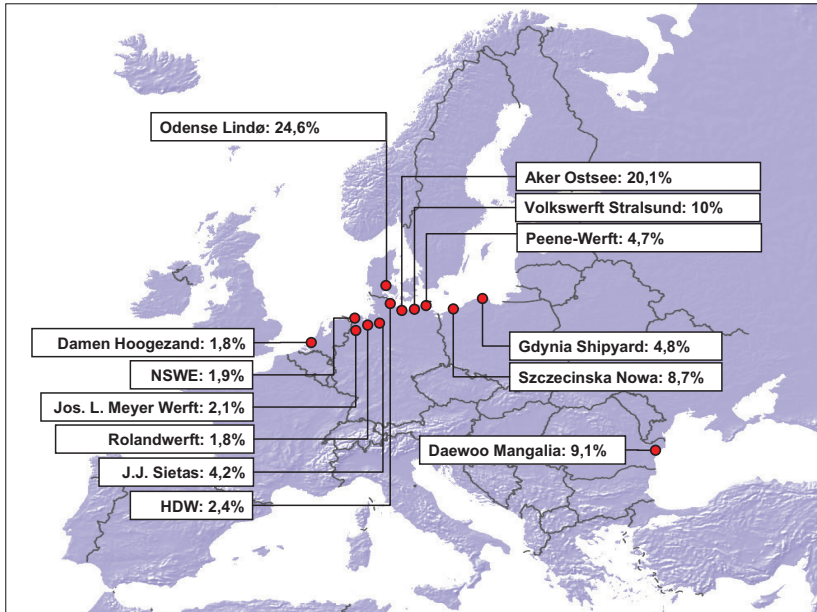 Odense Lindø: 24,6%
Aker Ostsee: 20,1%
Volkswerft Stralsund: 10%
Peene-Werft: 4,7%
Damen Hoogezand: 1,8%
NSWE: 1,9%
Jos. L. Meyer Werft: 2,1%
Rolandwerft: 1,8%
J.J. Sietas: 4,2%
HDW: 2,4%
Gdynia Shipyard: 4,8%
Szczecinska Nowa: 8,7%
Daewoo Mangalia: 9,1%